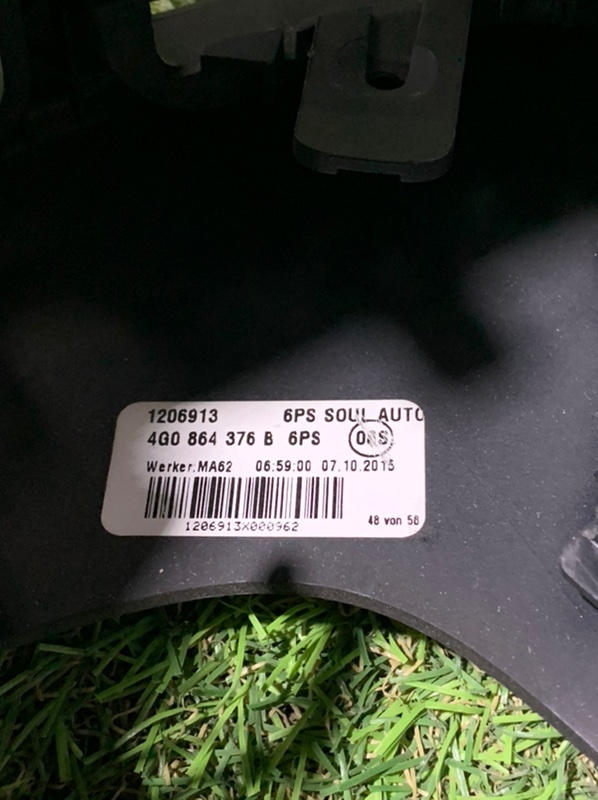 1206913 6PS SOUL AUTO
4G0 864 376 B 6PS
Werker:MA62 06:59:00 07.10.2015
1206913X000962
48 von 56